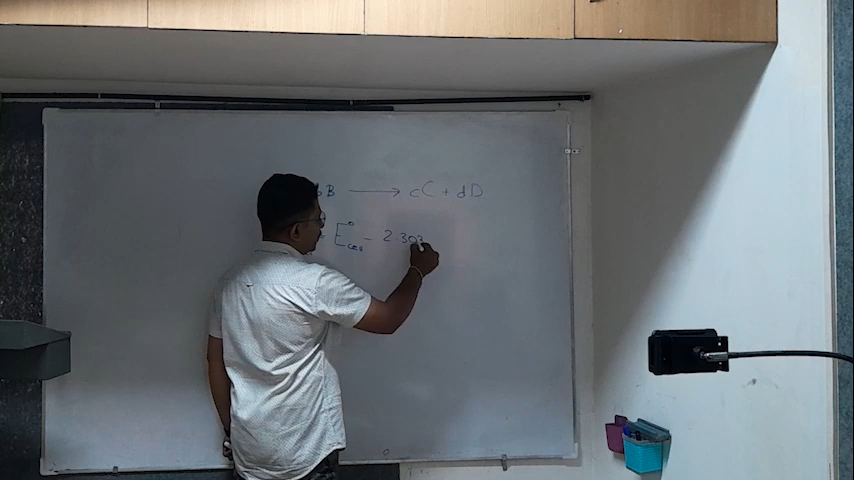 B ⟶ cC + dD
= E°cell − 2.303